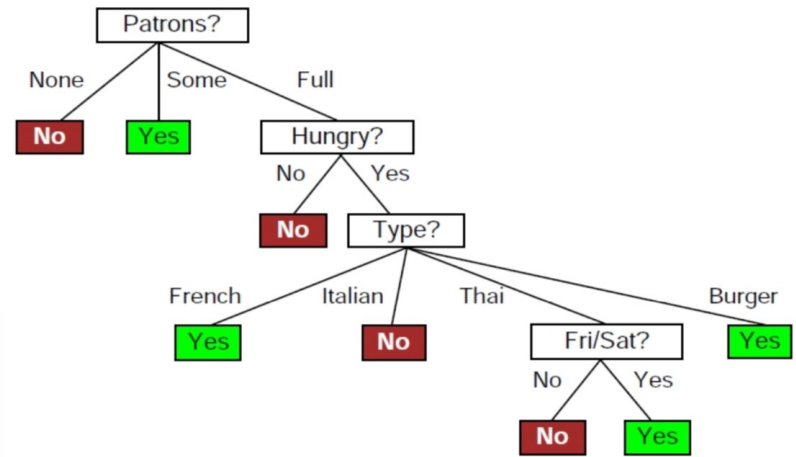 Patrons?
None Some Full
No Yes Hungry?
No Yes
No Type?
French Italian Thai Burger
Yes No Fri/Sat? Yes
No Yes
No Yes